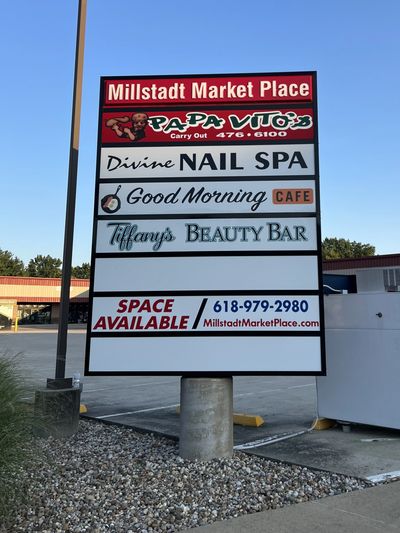 Millstadt Market Place
PAPA VITO'S
Carry Out 476-6100
Divine NAIL SPA
Good Morning CAFE
Tiffany's BEAUTY BAR
SPACE AVAILABLE / 618-979-2980
MillstadtMarketPlace.com